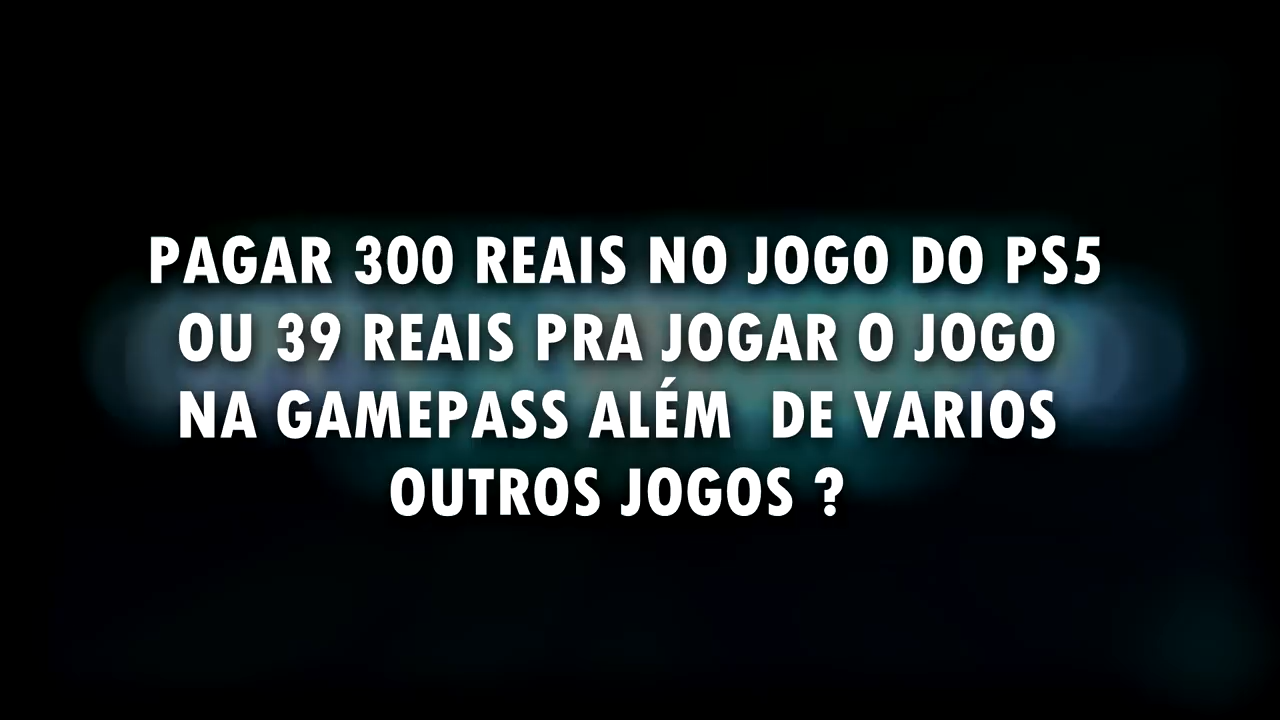 PAGAR 300 REAIS NO JOGO DO PS5
OU 39 REAIS PRA JOGAR O JOGO
NA GAMEPASS ALÉM  DE VARIOS
OUTROS JOGOS ?